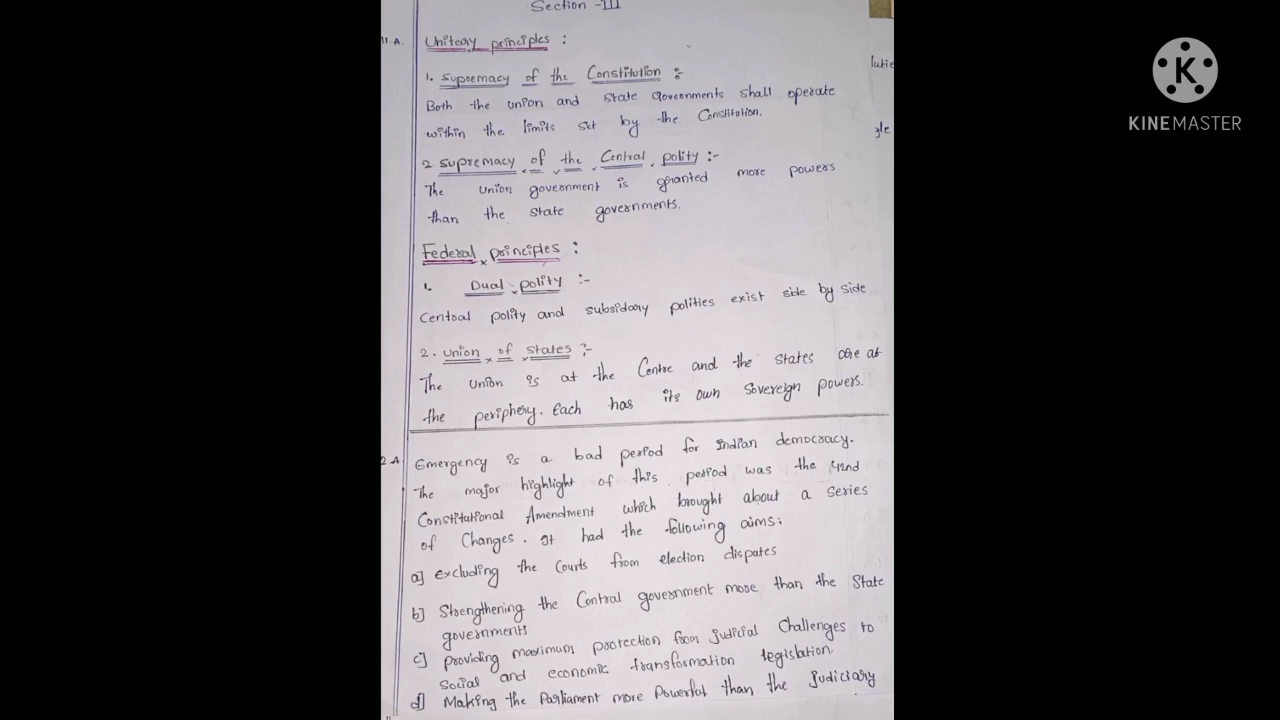 Section -III
11.A. Unitary principles :
1. Supremacy of the Constitution :-
Both the union and state Governments shall operate
within the limits set by the Constitution.
2 Supremacy of the Central polity :-
The union government is granted more powers
than the state governments.
Federal principles :
1. Dual polity :-
Central polity and subsidary polities exist side by side
2. union of states :-
The union is at the Centre and the states are at
the periphery. Each has its own Sovereign powers.
2.A Emergency is a bad period for Indian democracy.
The major highlight of this period was the 42nd
Constitutional Amendment which brought about a series
of Changes. It had the following aims:
a] excluding the Courts from election disputes
b] Strengthening the Central government more than the State
governments
c] providing maximum protection from judicial Challenges to
Social and economic transformation legislation.
d] Making the Parliament more Powerful than the judiciary
KINEMASTER